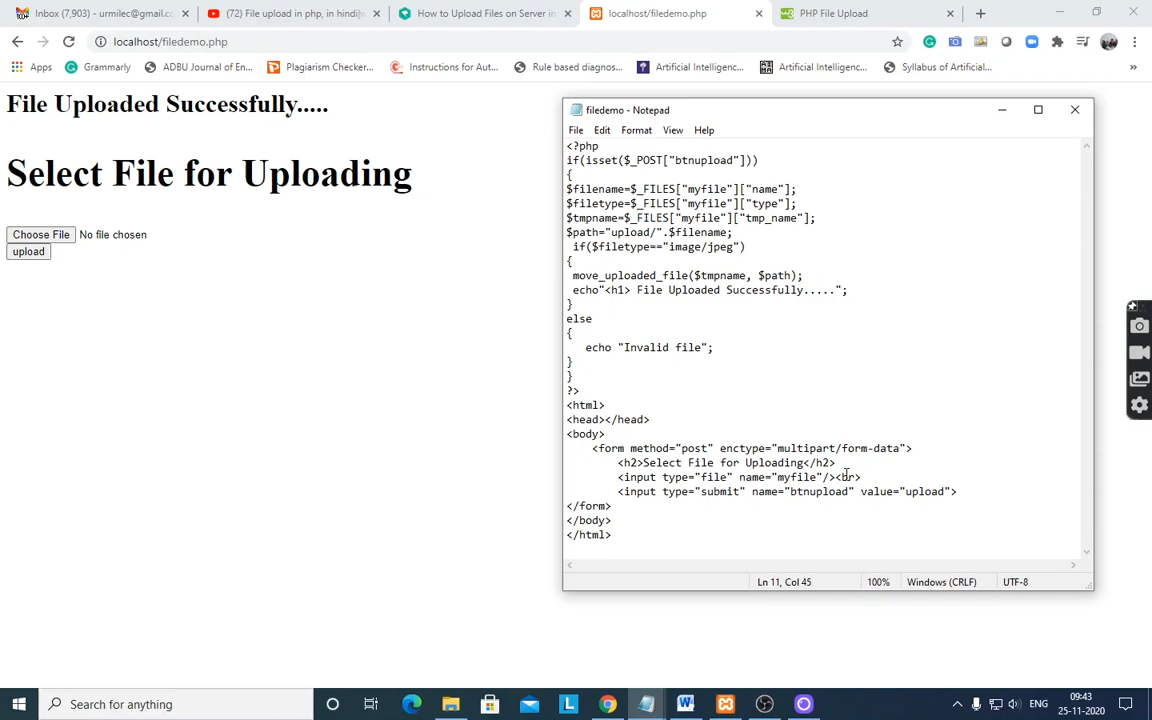 Inbox (7,903) - urmilec@gmail.co
(72) File upload in php, in hindi
How to Upload Files on Server in
localhost/filedemo.php
PHP File Upload
localhost/filedemo.php
Apps
Grammarly
ADBU Journal of En...
Plagiarism Checker...
Instructions for Aut...
Rule based diagnos...
Artificial Intelligenc...
Artificial Intelligenc...
Syllabus of Artificial...
File Uploaded Successfully.....
Select File for Uploading
Choose File No file chosen
upload
filedemo - Notepad
File Edit Format View Help
<?php
if(isset($_POST["btnupload"]))
{
$filename=$_FILES["myfile"]["name"];
$filetype=$_FILES["myfile"]["type"];
$tmpname=$_FILES["myfile"]["tmp_name"];
$path="upload/".$filename;
if($filetype=="image/jpeg")
{
move_uploaded_file($tmpname, $path);
echo"<h1> File Uploaded Successfully.....";
}
else
{
echo "Invalid file";
}
}
?>
<html>
<head></head>
<body>
<form method="post" enctype="multipart/form-data">
<h2>Select File for Uploading</h2>
<input type="file" name="myfile"/><br>
<input type="submit" name="btnupload" value="upload">
</form>
</body>
</html>
Ln 11, Col 45
100%
Windows (CRLF)
UTF-8
Search for anything
ENG
09:43
25-11-2020